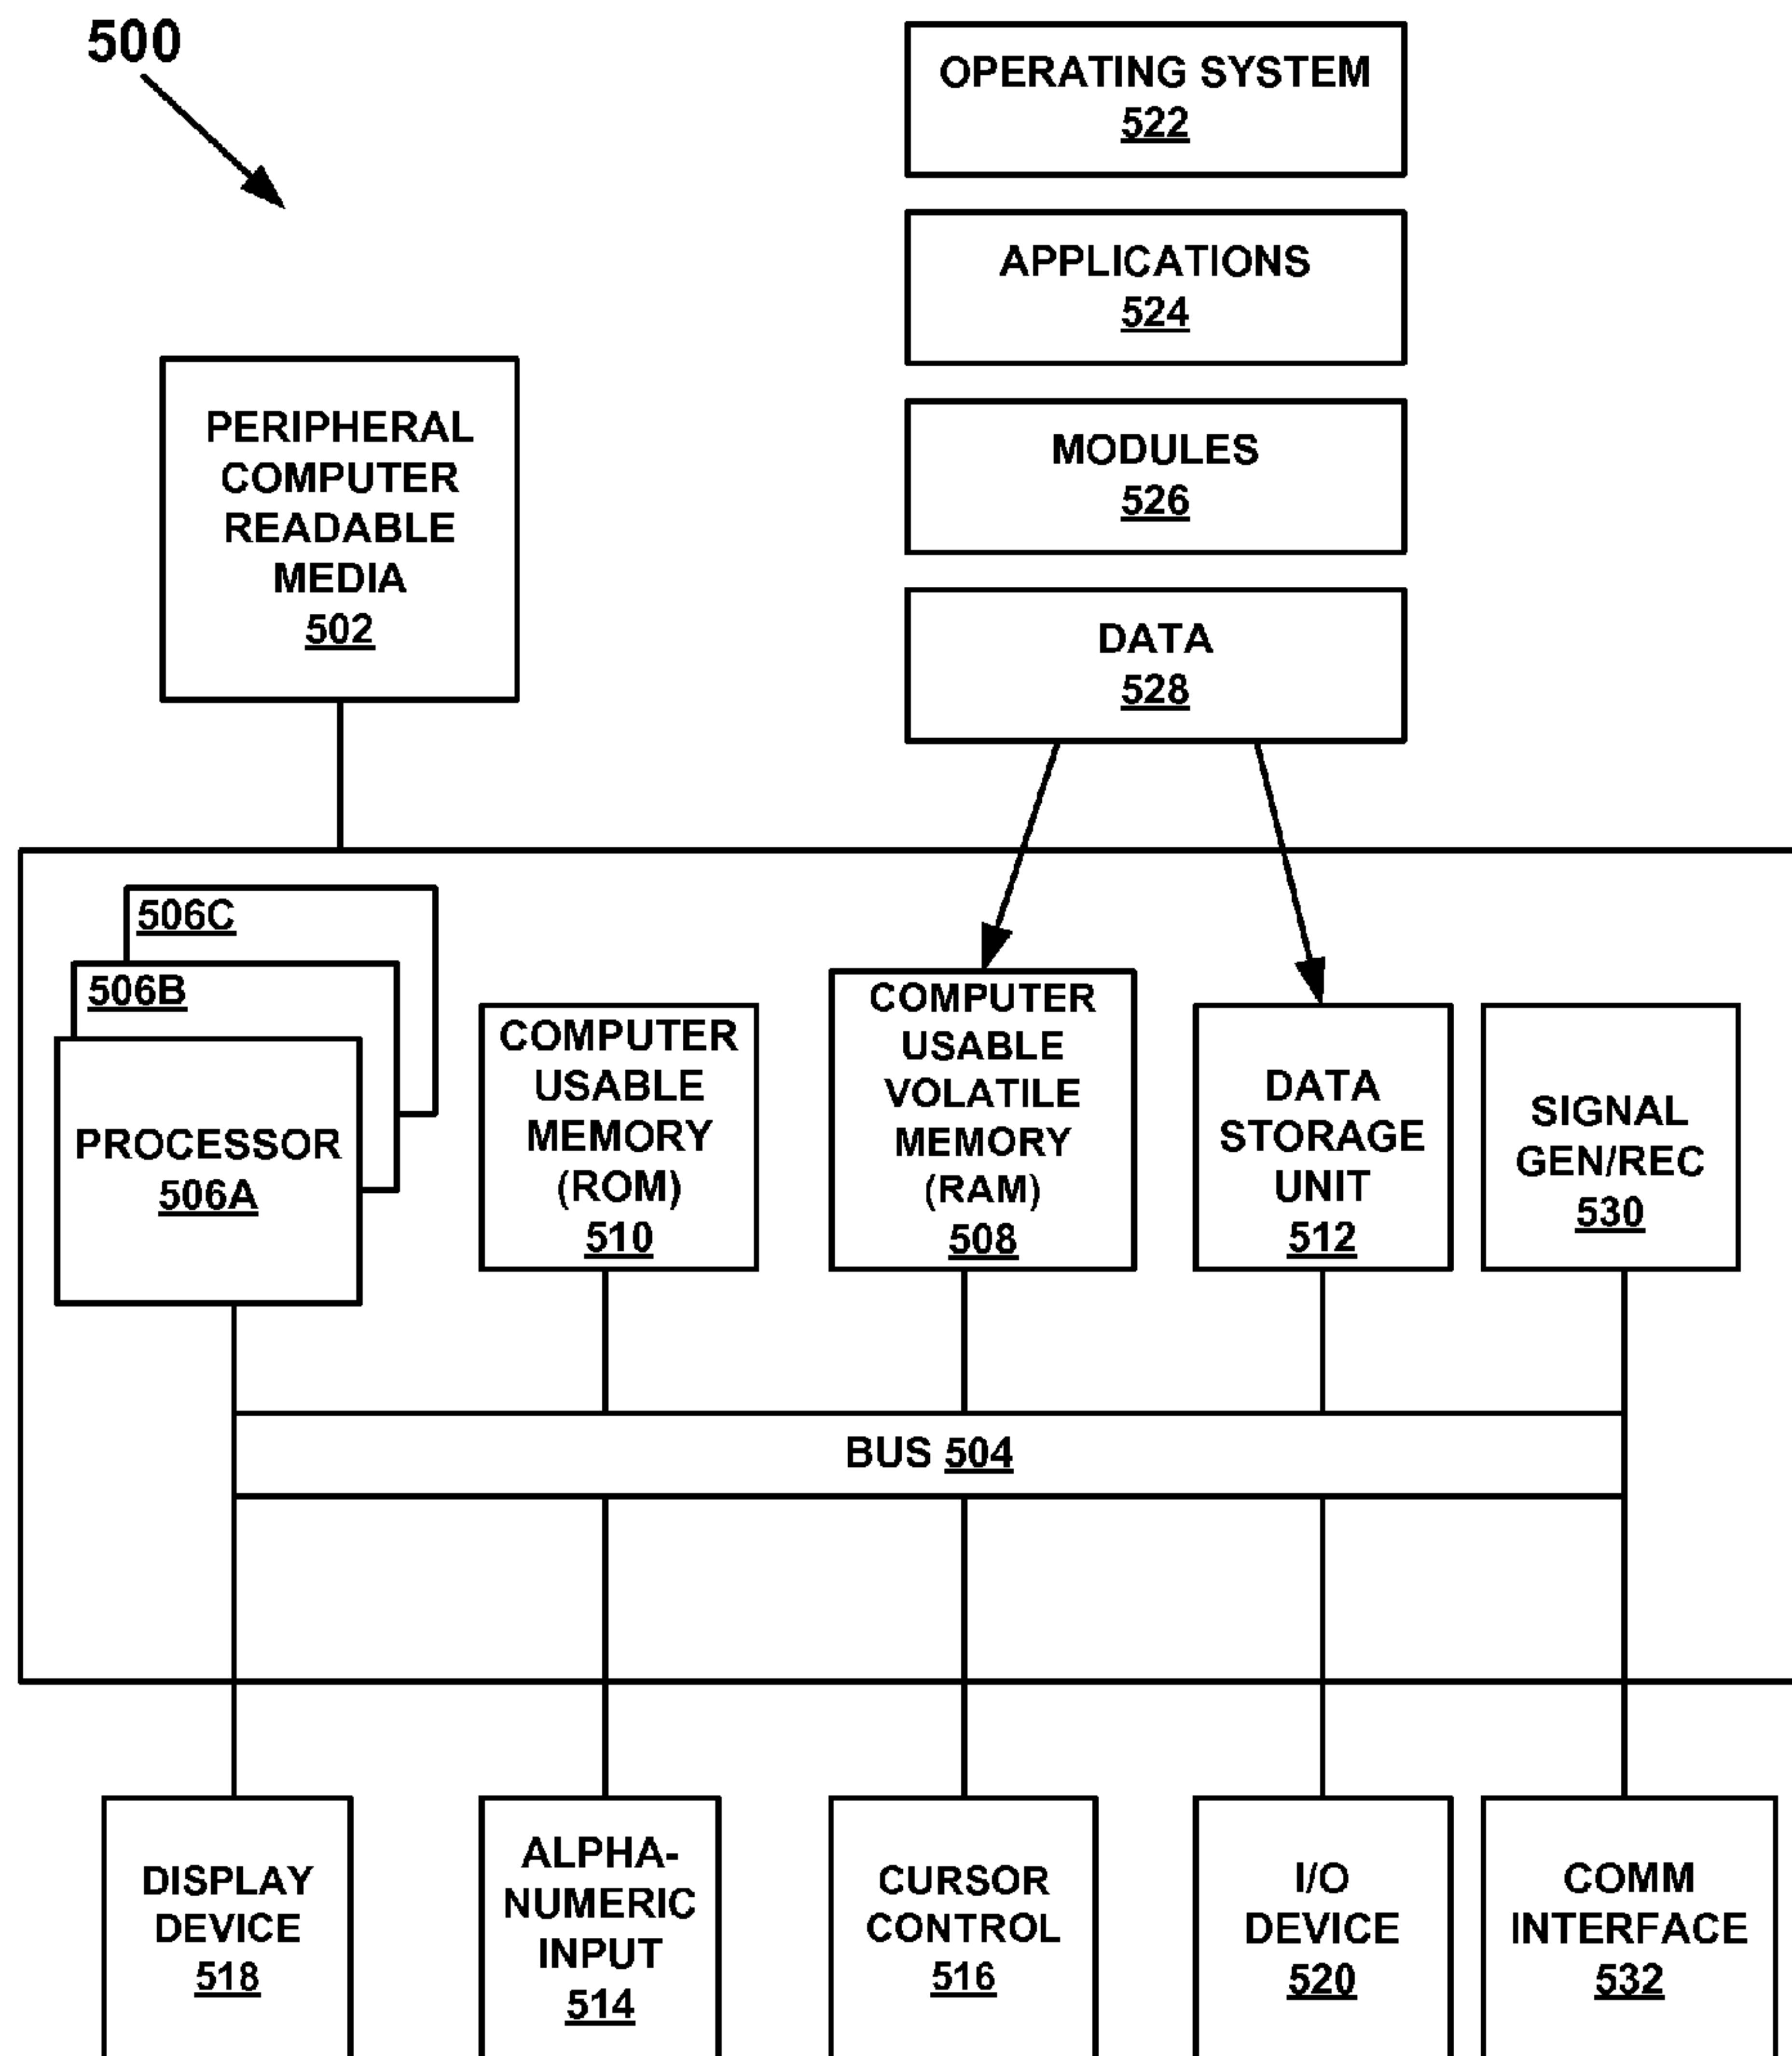 500
OPERATING SYSTEM
522
APPLICATIONS
524
MODULES
526
DATA
528
PERIPHERAL
COMPUTER
READABLE
MEDIA
502
506C
506B
PROCESSOR
506A
COMPUTER
USABLE
MEMORY
(ROM)
510
COMPUTER
USABLE
VOLATILE
MEMORY
(RAM)
508
DATA
STORAGE
UNIT
512
SIGNAL
GEN/REC
530
BUS 504
DISPLAY
DEVICE
518
ALPHA-
NUMERIC
INPUT
514
CURSOR
CONTROL
516
I/O
DEVICE
520
COMM
INTERFACE
532